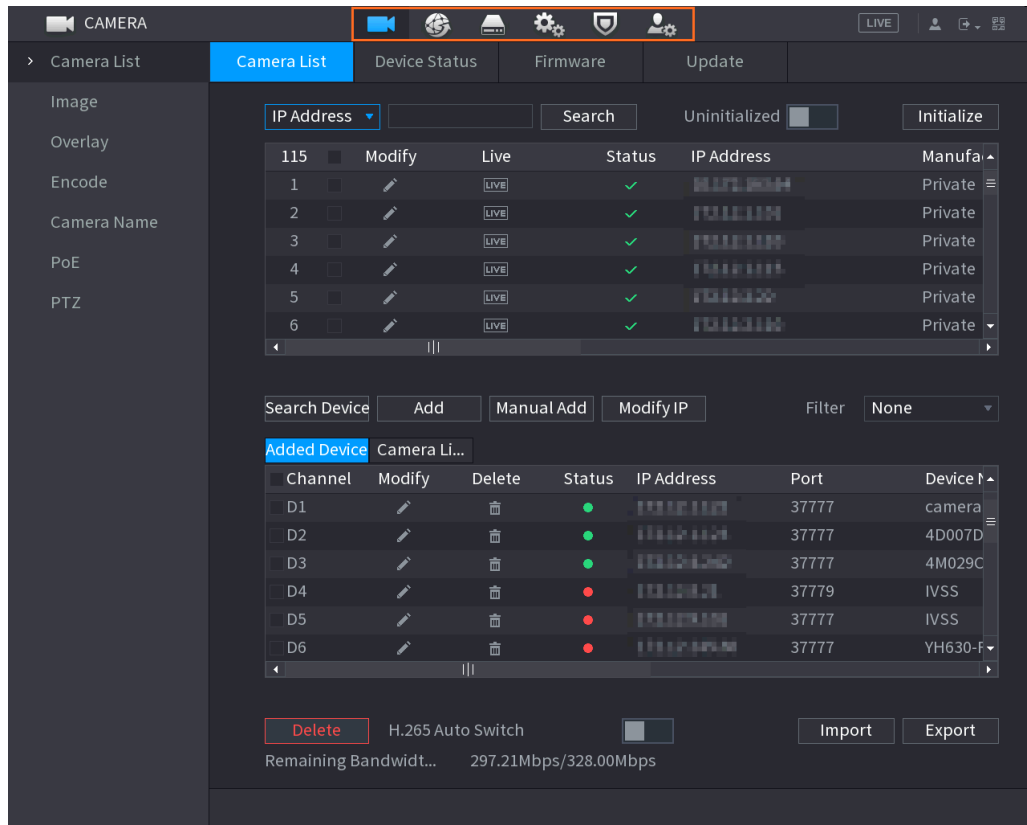 CAMERA LIVE
Camera List
Image
Overlay
Encode
Camera Name
PoE
PTZ
Camera List Device Status Firmware Update
IP Address Search Uninitialized Initialize
115 Modify Live Status IP Address Manufa
1 LIVE Private
2 LIVE Private
3 LIVE Private
4 LIVE Private
5 LIVE Private
6 LIVE Private
Search Device Add Manual Add Modify IP Filter None
Added Device Camera Li...
Channel Modify Delete Status IP Address Port Device N
D1 37777 camera
D2 37777 4D007D
D3 37777 4M029C
D4 37779 IVSS
D5 37777 IVSS
D6 37777 YH630-F
Delete H.265 Auto Switch Import Export
Remaining Bandwidt... 297.21Mbps/328.00Mbps